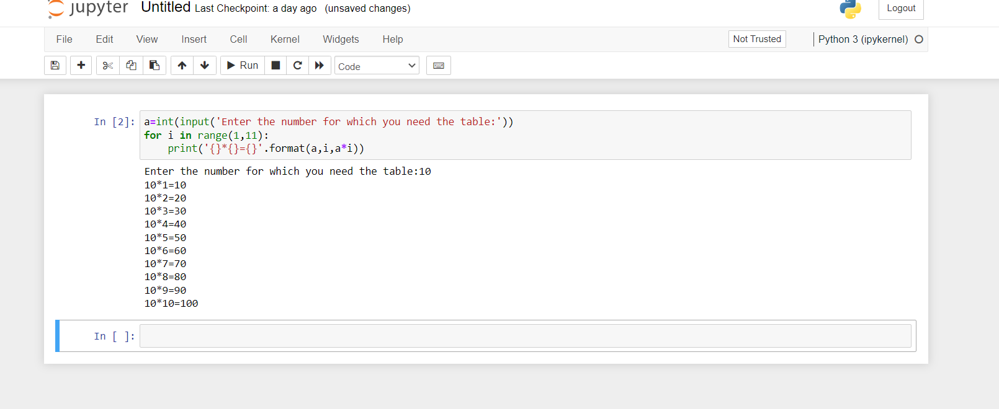 jupyter Untitled Last Checkpoint: a day ago (unsaved changes) Logout
File Edit View Insert Cell Kernel Widgets Help Not Trusted Python 3 (ipykernel)
Run Code
In [2]: a=int(input('Enter the number for which you need the table:'))
for i in range(1,11):
    print('{}*{}={}'.format(a,i,a*i))
Enter the number for which you need the table:10
10*1=10
10*2=20
10*3=30
10*4=40
10*5=50
10*6=60
10*7=70
10*8=80
10*9=90
10*10=100
In [ ]: